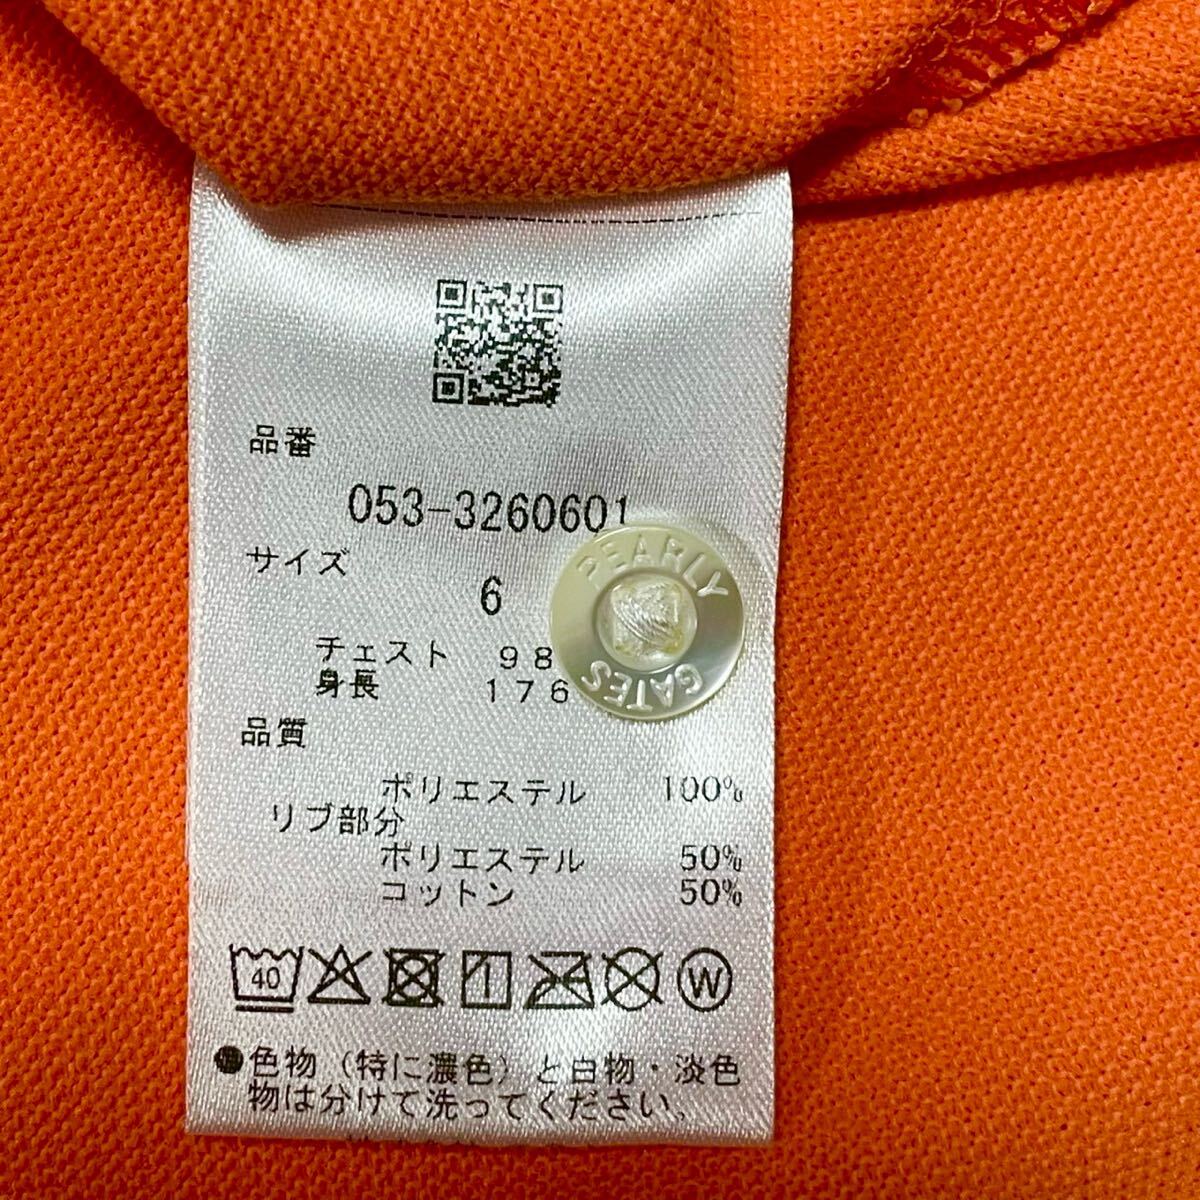 品番
053-3260601
サイズ
6
PEARLY
GATES
チェスト 98
身長 176
品質
ポリエステル 100%
リブ部分
ポリエステル 50%
コットン 50%
40
W
●色物（特に濃色）と白物・淡色
物は分けて洗ってください。